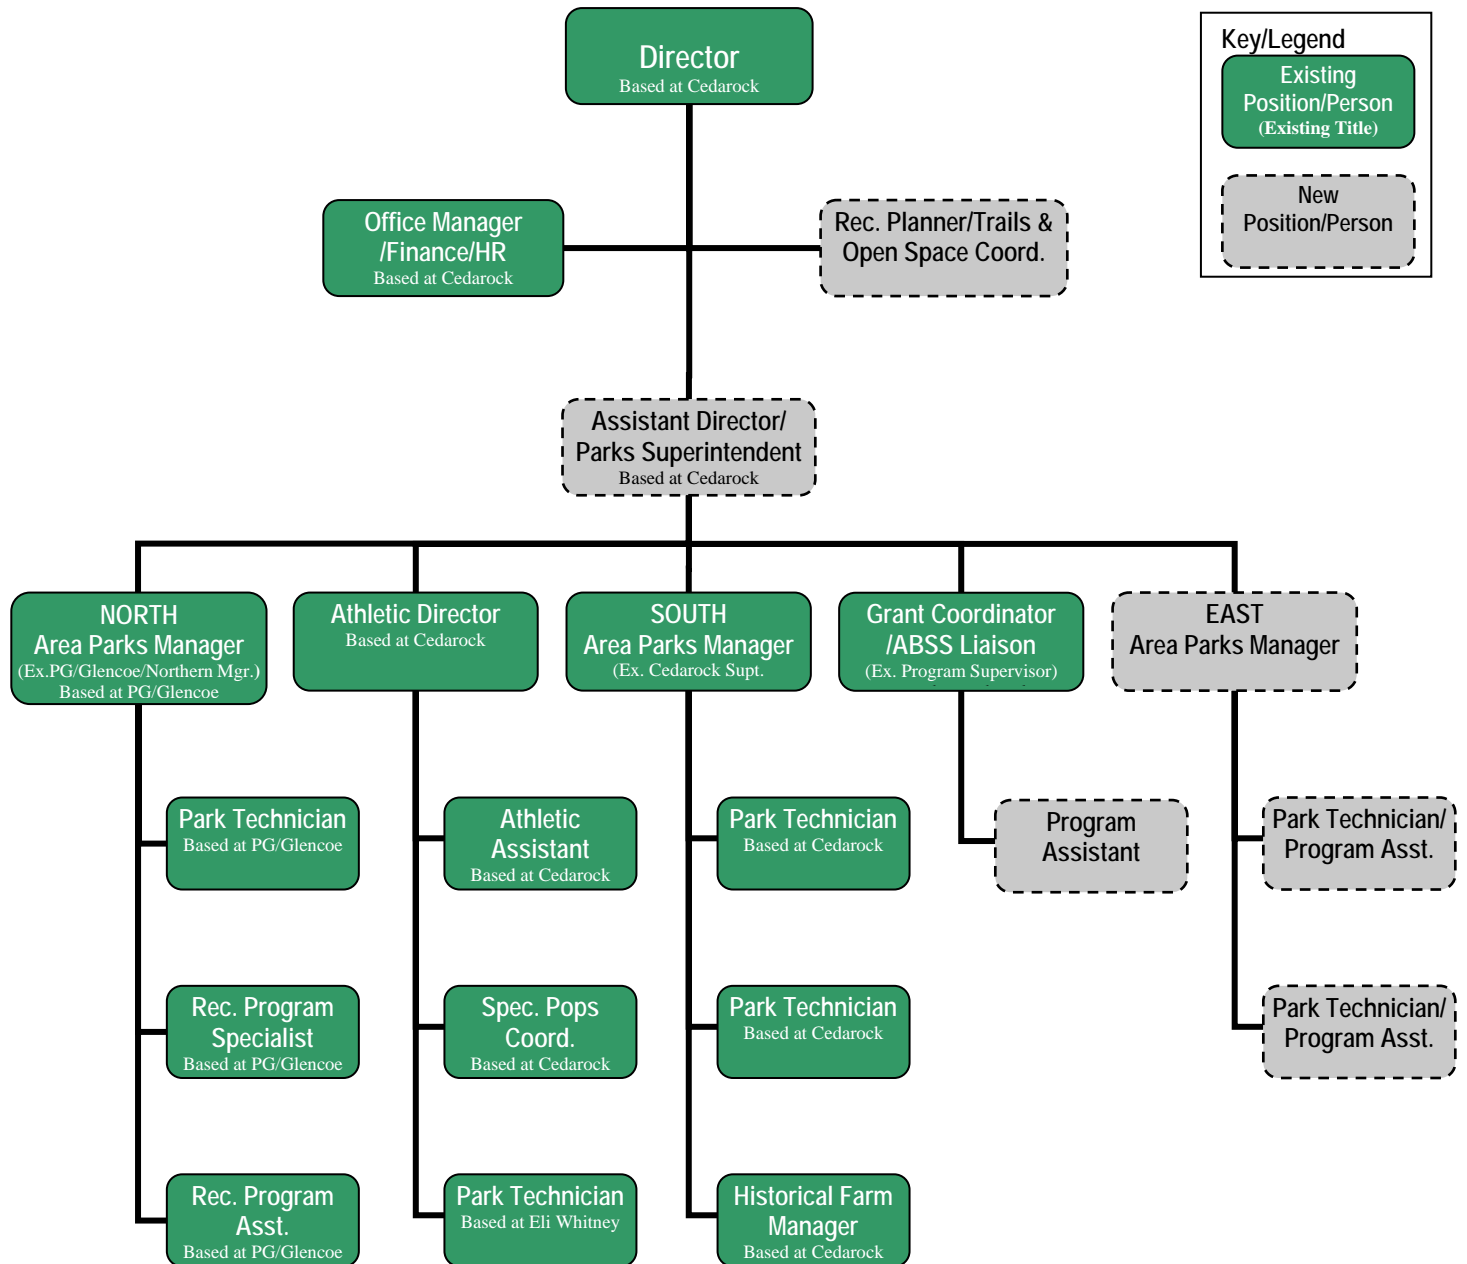 Director
Based at Cedarock
Key/Legend
Existing
Position/Person
(Existing Title)
New
Position/Person
Office Manager
/Finance/HR
Based at Cedarock
Rec. Planner/Trails &
Open Space Coord.
Assistant Director/
Parks Superintendent
Based at Cedarock
NORTH
Area Parks Manager
(Ex.PG/Glencoe/Northern Mgr.)
Based at PG/Glencoe
Athletic Director
Based at Cedarock
SOUTH
Area Parks Manager
(Ex. Cedarock Supt.
Grant Coordinator
/ABSS Liaison
(Ex. Program Supervisor)
EAST
Area Parks Manager
Park Technician
Based at PG/Glencoe
Athletic
Assistant
Based at Cedarock
Park Technician
Based at Cedarock
Program
Assistant
Park Technician/
Program Asst.
Rec. Program
Specialist
Based at PG/Glencoe
Spec. Pops
Coord.
Based at Cedarock
Park Technician
Based at Cedarock
Park Technician/
Program Asst.
Rec. Program
Asst.
Based at PG/Glencoe
Park Technician
Based at Eli Whitney
Historical Farm
Manager
Based at Cedarock